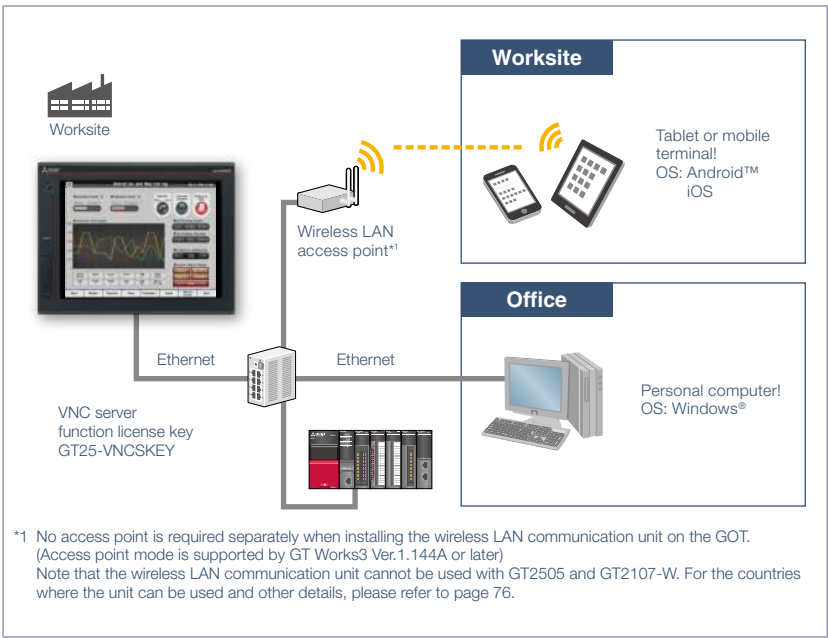 Worksite
Worksite
Tablet or mobile
terminal!
OS: Android™
iOS
Wireless LAN
access point*1
Office
Ethernet
Ethernet
Personal computer!
OS: Windows®
VNC server
function license key
GT25-VNCSKEY
*1 No access point is required separately when installing the wireless LAN communication unit on the GOT.
(Access point mode is supported by GT Works3 Ver.1.144A or later)
Note that the wireless LAN communication unit cannot be used with GT2505 and GT2107-W. For the countries
where the unit can be used and other details, please refer to page 76.